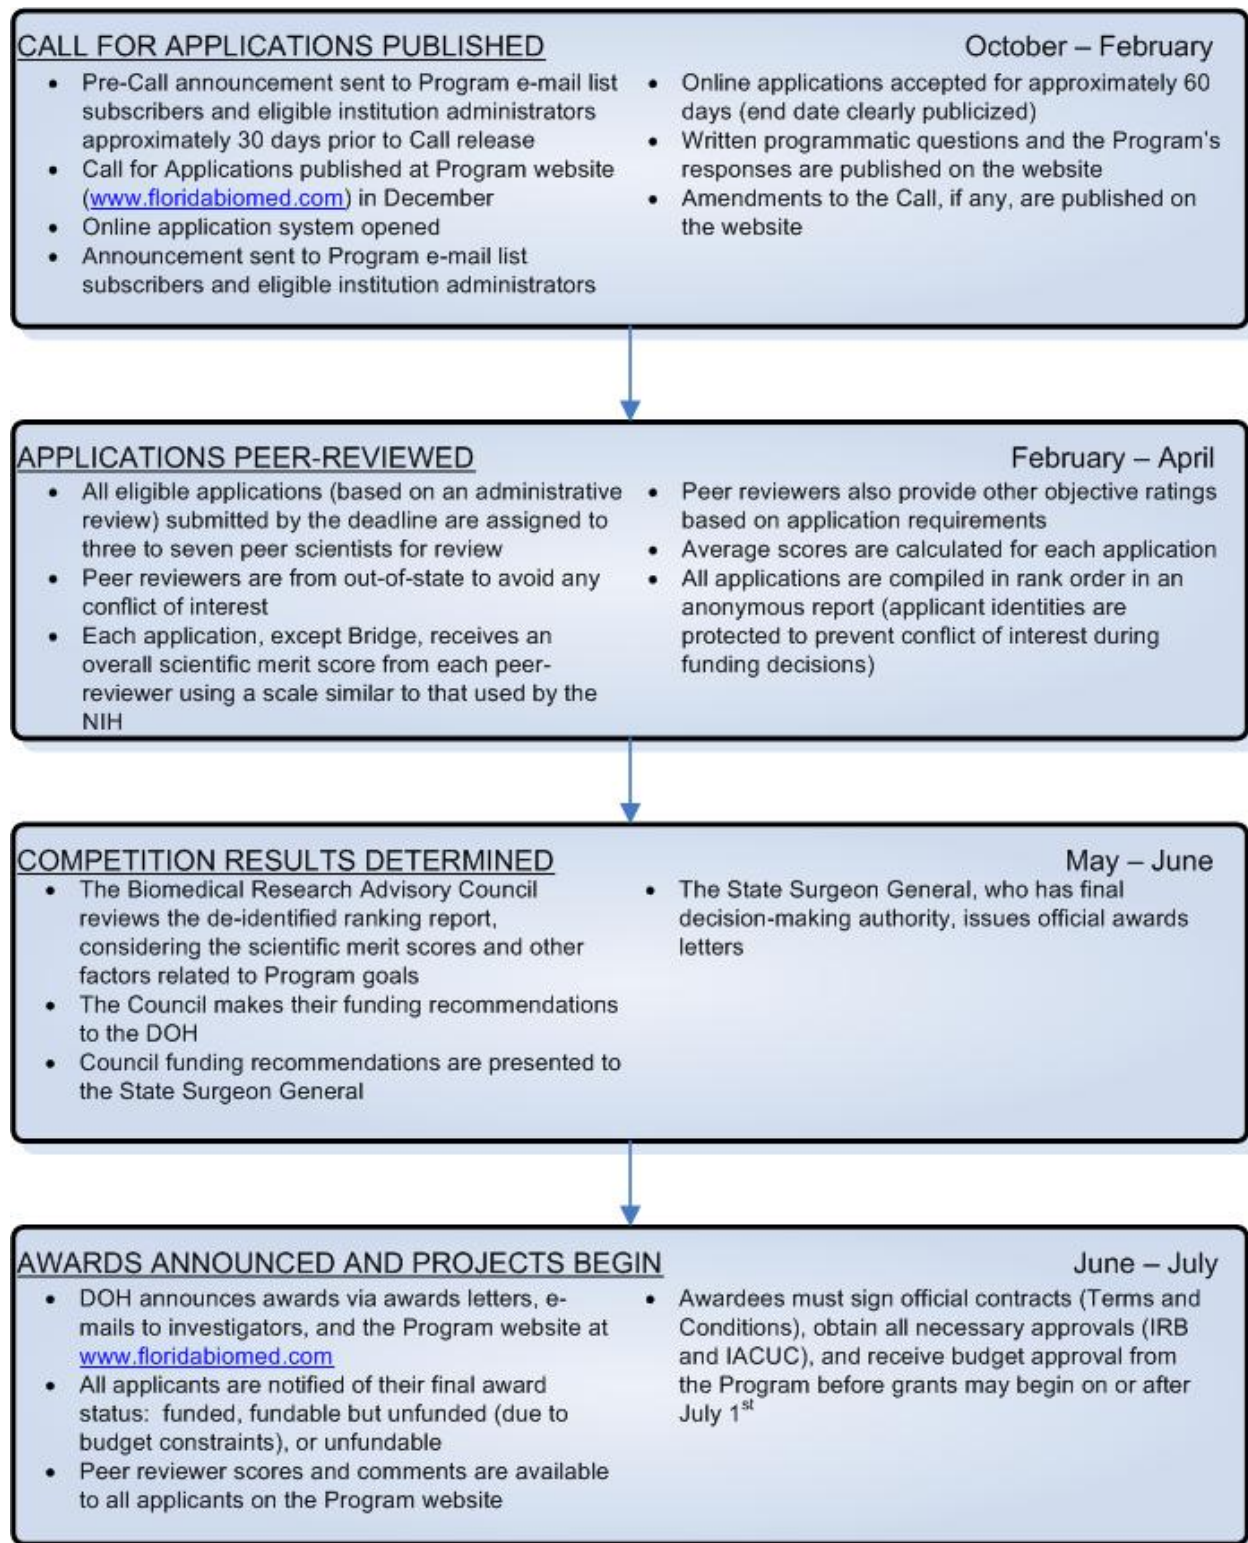 CALL FOR APPLICATIONS PUBLISHED
October – February
• Pre-Call announcement sent to Program e-mail list
subscribers and eligible institution administrators
approximately 30 days prior to Call release
• Call for Applications published at Program website
(www.floridabiomed.com) in December
• Online application system opened
• Announcement sent to Program e-mail list
subscribers and eligible institution administrators
• Online applications accepted for approximately 60
days (end date clearly publicized)
• Written programmatic questions and the Program's
responses are published on the website
• Amendments to the Call, if any, are published on
the website
APPLICATIONS PEER-REVIEWED
February – April
• All eligible applications (based on an administrative
review) submitted by the deadline are assigned to
three to seven peer scientists for review
• Peer reviewers are from out-of-state to avoid any
conflict of interest
• Each application, except Bridge, receives an
overall scientific merit score from each peer-
reviewer using a scale similar to that used by the
NIH
• Peer reviewers also provide other objective ratings
based on application requirements
• Average scores are calculated for each application
• All applications are compiled in rank order in an
anonymous report (applicant identities are
protected to prevent conflict of interest during
funding decisions)
COMPETITION RESULTS DETERMINED
May – June
• The Biomedical Research Advisory Council
reviews the de-identified ranking report,
considering the scientific merit scores and other
factors related to Program goals
• The Council makes their funding recommendations
to the DOH
• Council funding recommendations are presented to
the State Surgeon General
• The State Surgeon General, who has final
decision-making authority, issues official awards
letters
AWARDS ANNOUNCED AND PROJECTS BEGIN
June – July
• DOH announces awards via awards letters, e-
mails to investigators, and the Program website at
www.floridabiomed.com
• All applicants are notified of their final award
status: funded, fundable but unfunded (due to
budget constraints), or unfundable
• Peer reviewer scores and comments are available
to all applicants on the Program website
• Awardees must sign official contracts (Terms and
Conditions), obtain all necessary approvals (IRB
and IACUC), and receive budget approval from
the Program before grants may begin on or after
July 1st